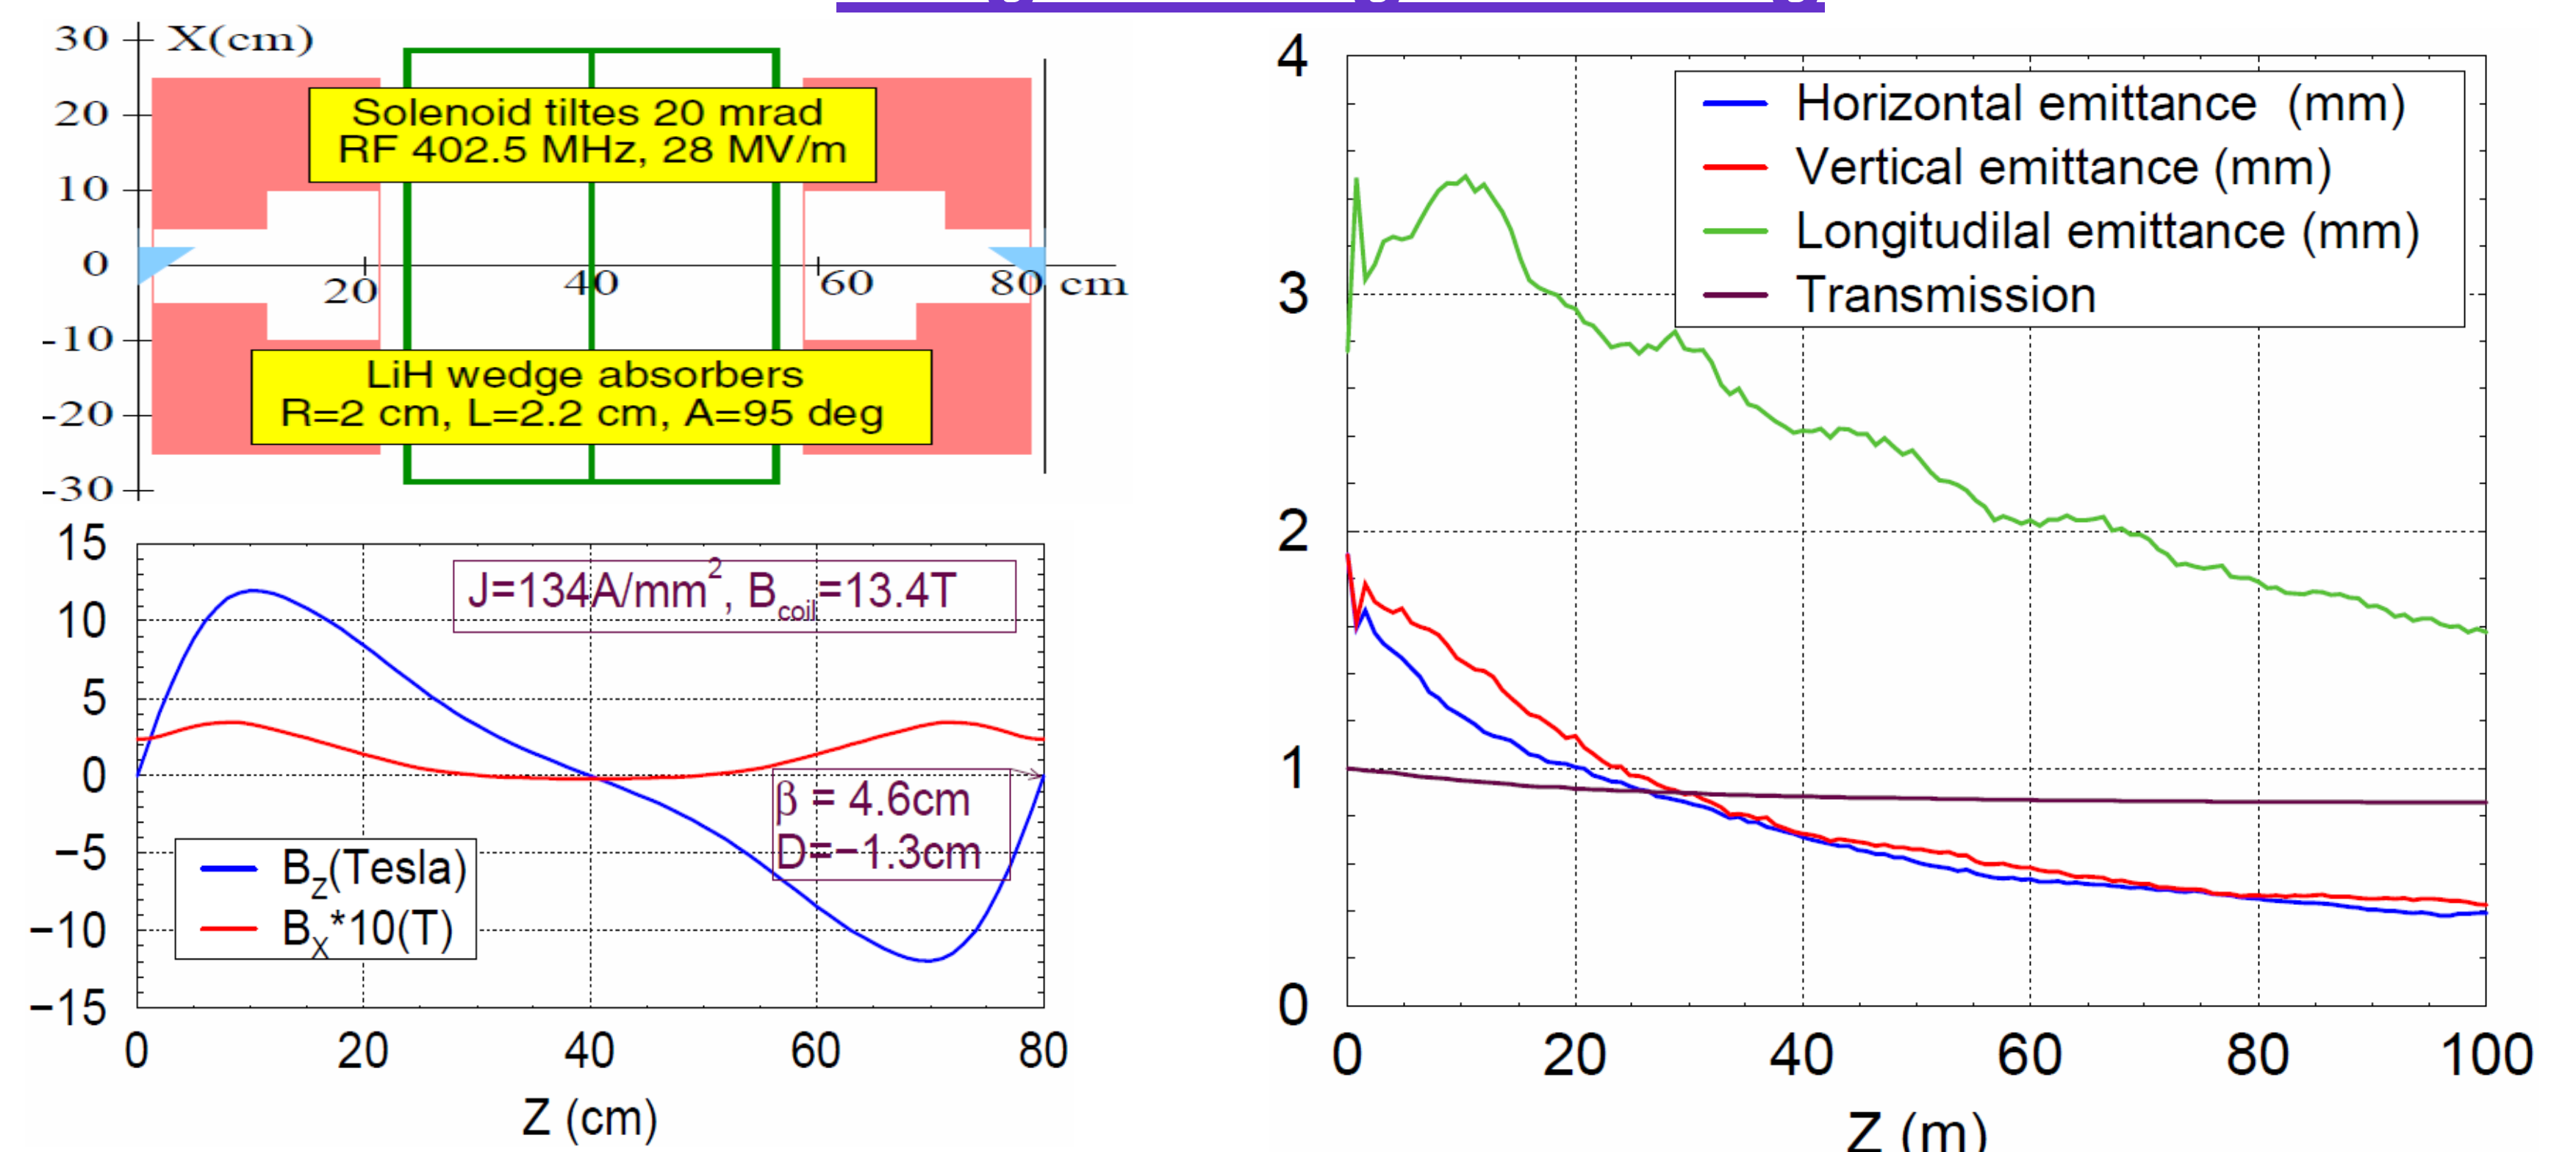 30 X(cm)
20
10
0
-10
-20
-30
20 40 60 80 cm
Solenoid tiltes 20 mrad
RF 402.5 MHz, 28 MV/m
LiH wedge absorbers
R=2 cm, L=2.2 cm, A=95 deg
15
10
5
0
−5
−10
−15
J=134A/mm², Bcoil=13.4T
β = 4.6cm
D=−1.3cm
BZ(Tesla)
BX*10(T)
0 20 40 60 80
Z (cm)
4
3
2
1
0
Horizontal emittance (mm)
Vertical emittance (mm)
Longitudilal emittance (mm)
Transmission
0 20 40 60 80 100
Z (m)